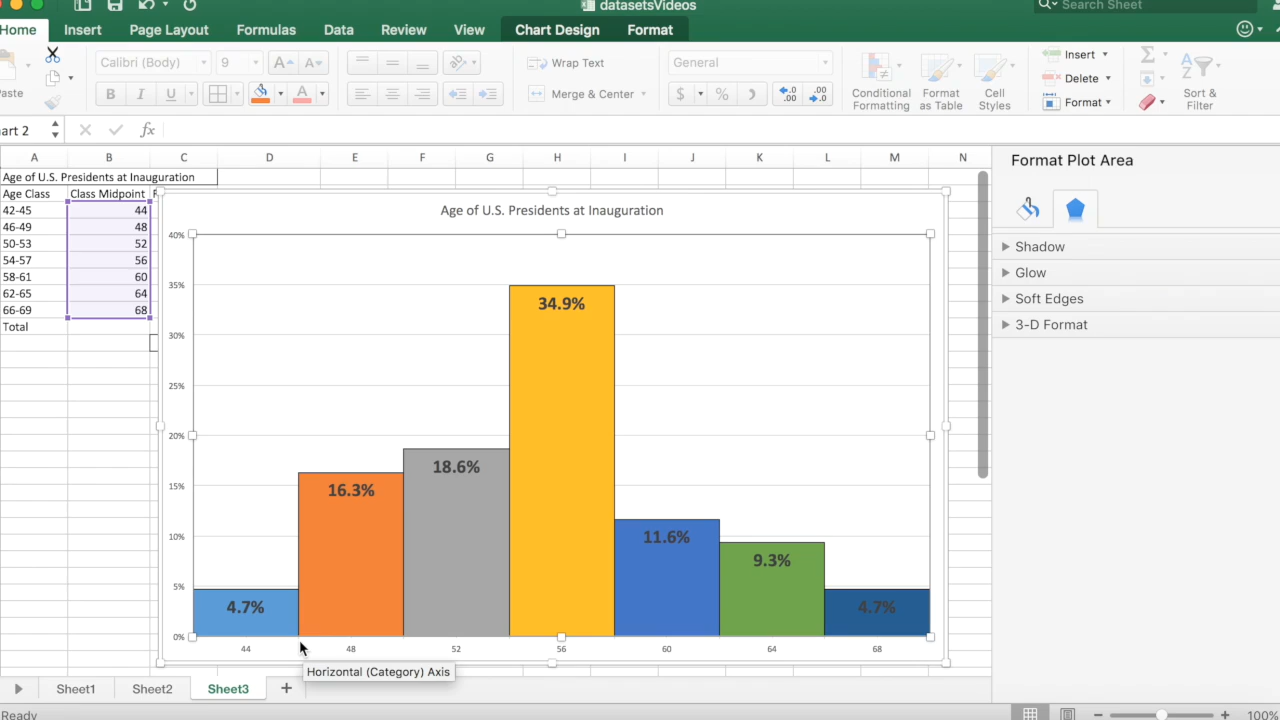 datasetsVideos
Search Sheet
Home Insert Page Layout Formulas Data Review View Chart Design Format
Calibri (Body) 9 A A Wrap Text General Insert
B I U A Merge & Center $ % Conditional Formatting Format as Table Cell Styles Delete Format Sort & Filter
fx
A B C D E F G H I J K L M N
Format Plot Area
Age of U.S. Presidents at Inauguration
Age Class Class Midpoint
42-45 44
46-49 48
50-53 52
54-57 56
58-61 60
62-65 64
66-69 68
Total
Age of U.S. Presidents at Inauguration
40%
35%
30%
25%
20%
15%
10%
5%
0%
4.7% 16.3% 18.6% 34.9% 11.6% 9.3% 4.7%
44 48 52 56 60 64 68
Horizontal (Category) Axis
Shadow
Glow
Soft Edges
3-D Format
Sheet1 Sheet2 Sheet3 +
Ready
100%